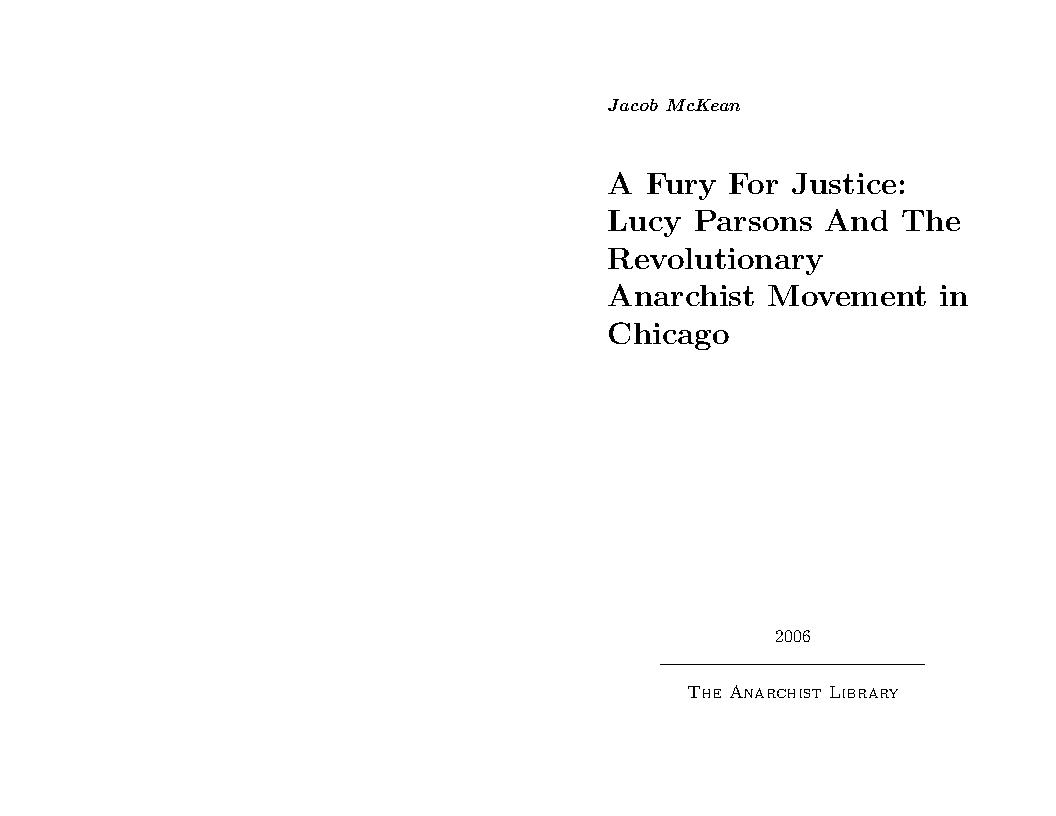 Jacob McKean
A Fury For Justice:
Lucy Parsons And The
Revolutionary
Anarchist Movement in
Chicago
2006
The Anarchist Library